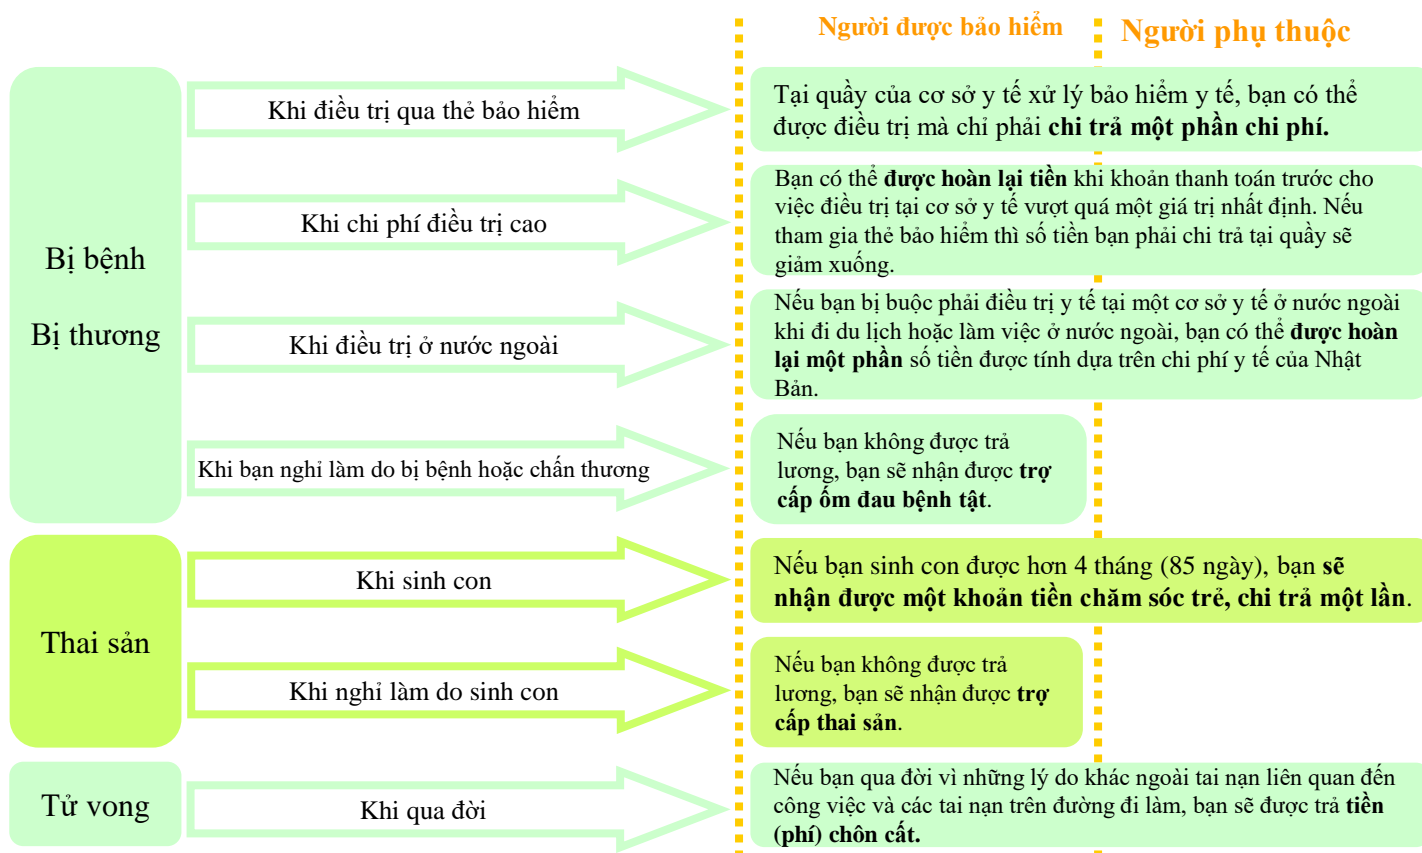 Người được bảo hiểm
Người phụ thuộc
Bị bệnh
Bị thương
Khi điều trị qua thẻ bảo hiểm
Tại quầy của cơ sở y tế xử lý bảo hiểm y tế, bạn có thể
được điều trị mà chỉ phải chi trả một phần chi phí.
Khi chi phí điều trị cao
Bạn có thể được hoàn lại tiền khi khoản thanh toán trước cho
việc điều trị tại cơ sở y tế vượt quá một giá trị nhất định. Nếu
tham gia thẻ bảo hiểm thì số tiền bạn phải chi trả tại quầy sẽ
giảm xuống.
Khi điều trị ở nước ngoài
Nếu bạn bị buộc phải điều trị y tế tại một cơ sở y tế ở nước ngoài
khi đi du lịch hoặc làm việc ở nước ngoài, bạn có thể được hoàn
lại một phần số tiền được tính dựa trên chi phí y tế của Nhật
Bản.
Khi bạn nghỉ làm do bị bệnh hoặc chấn thương
Nếu bạn không được trả
lương, bạn sẽ nhận được trợ
cấp ốm đau bệnh tật.
Thai sản
Khi sinh con
Nếu bạn sinh con được hơn 4 tháng (85 ngày), bạn sẽ
nhận được một khoản tiền chăm sóc trẻ, chi trả một lần.
Khi nghỉ làm do sinh con
Nếu bạn không được trả
lương, bạn sẽ nhận được trợ
cấp thai sản.
Tử vong
Khi qua đời
Nếu bạn qua đời vì những lý do khác ngoài tai nạn liên quan đến
công việc và các tai nạn trên đường đi làm, bạn sẽ được trả tiền
(phí) chôn cất.